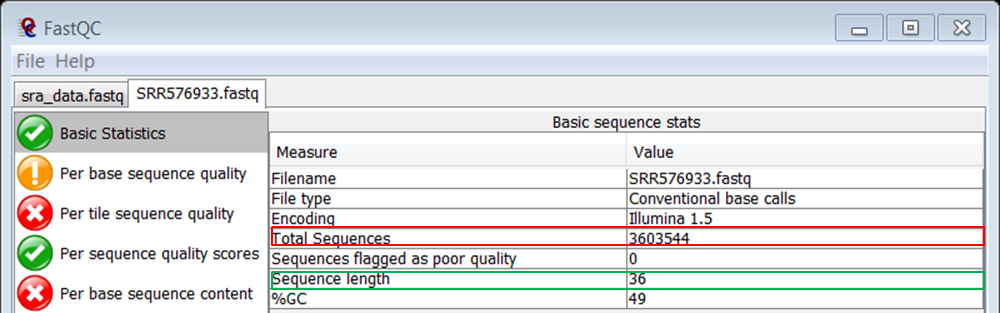 FastQC
File Help
sra_data.fastq SRR576933.fastq
Basic Statistics
Per base sequence quality
Per tile sequence quality
Per sequence quality scores
Per base sequence content
Basic sequence stats
Measure Value
Filename SRR576933.fastq
File type Conventional base calls
Encoding Illumina 1.5
Total Sequences 3603544
Sequences flagged as poor quality 0
Sequence length 36
%GC 49